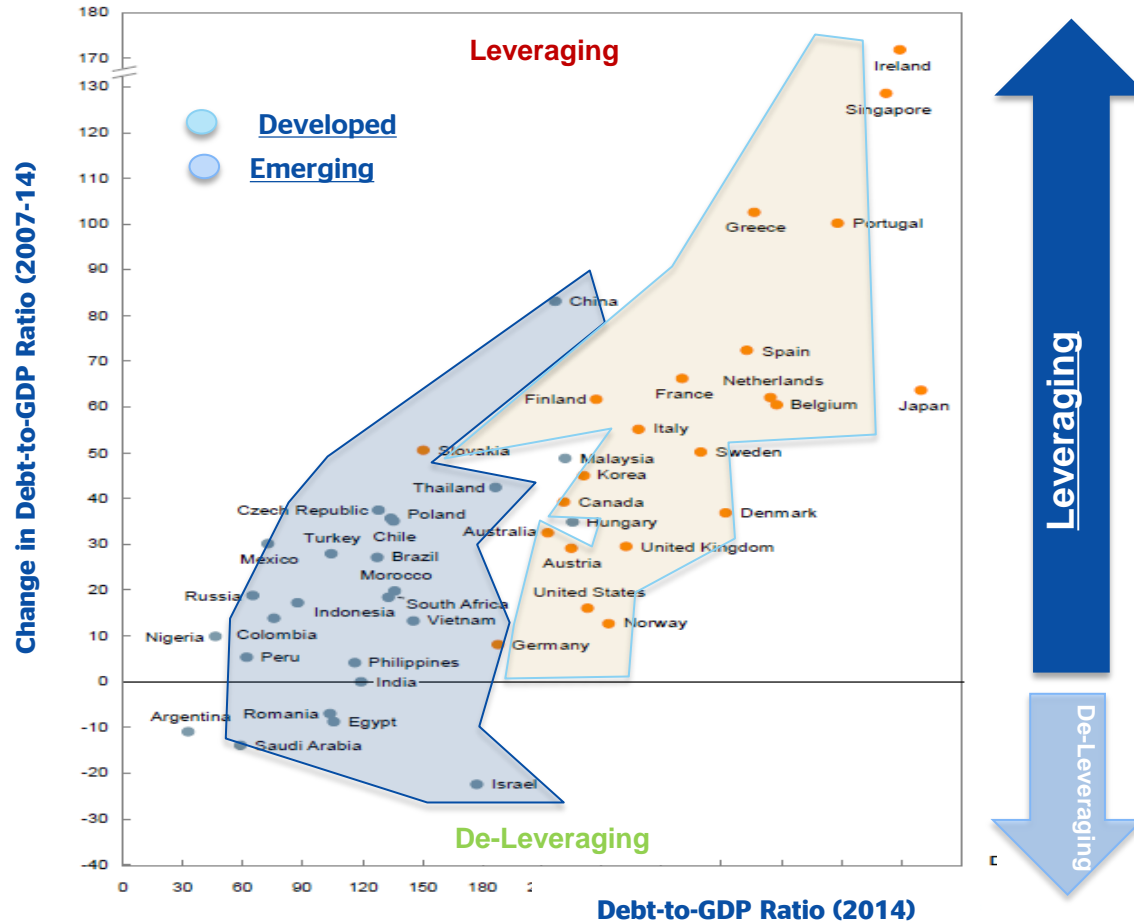 180
170
130
120
110
100
90
80
70
60
50
40
30
20
10
0
-10
-20
-30
-40
Change in Debt-to-GDP Ratio (2007-14)
Leveraging
Developed
Emerging
Ireland
Singapore
Greece
Portugal
China
Spain
France
Netherlands
Finland
Belgium
Japan
Italy
Slovakia
Malaysia
Sweden
Korea
Thailand
Canada
Czech Republic
Poland
Hungary
Denmark
Turkey
Chile
Australia
Mexico
Brazil
Austria
United Kingdom
Morocco
Russia
Indonesia
South Africa
United States
Vietnam
Norway
Nigeria
Colombia
Germany
Peru
Philippines
India
Argentina
Romania
Egypt
Saudi Arabia
Israel
De-Leveraging
0 30 60 90 120 150 180
Debt-to-GDP Ratio (2014)
Leveraging
De-Leveraging